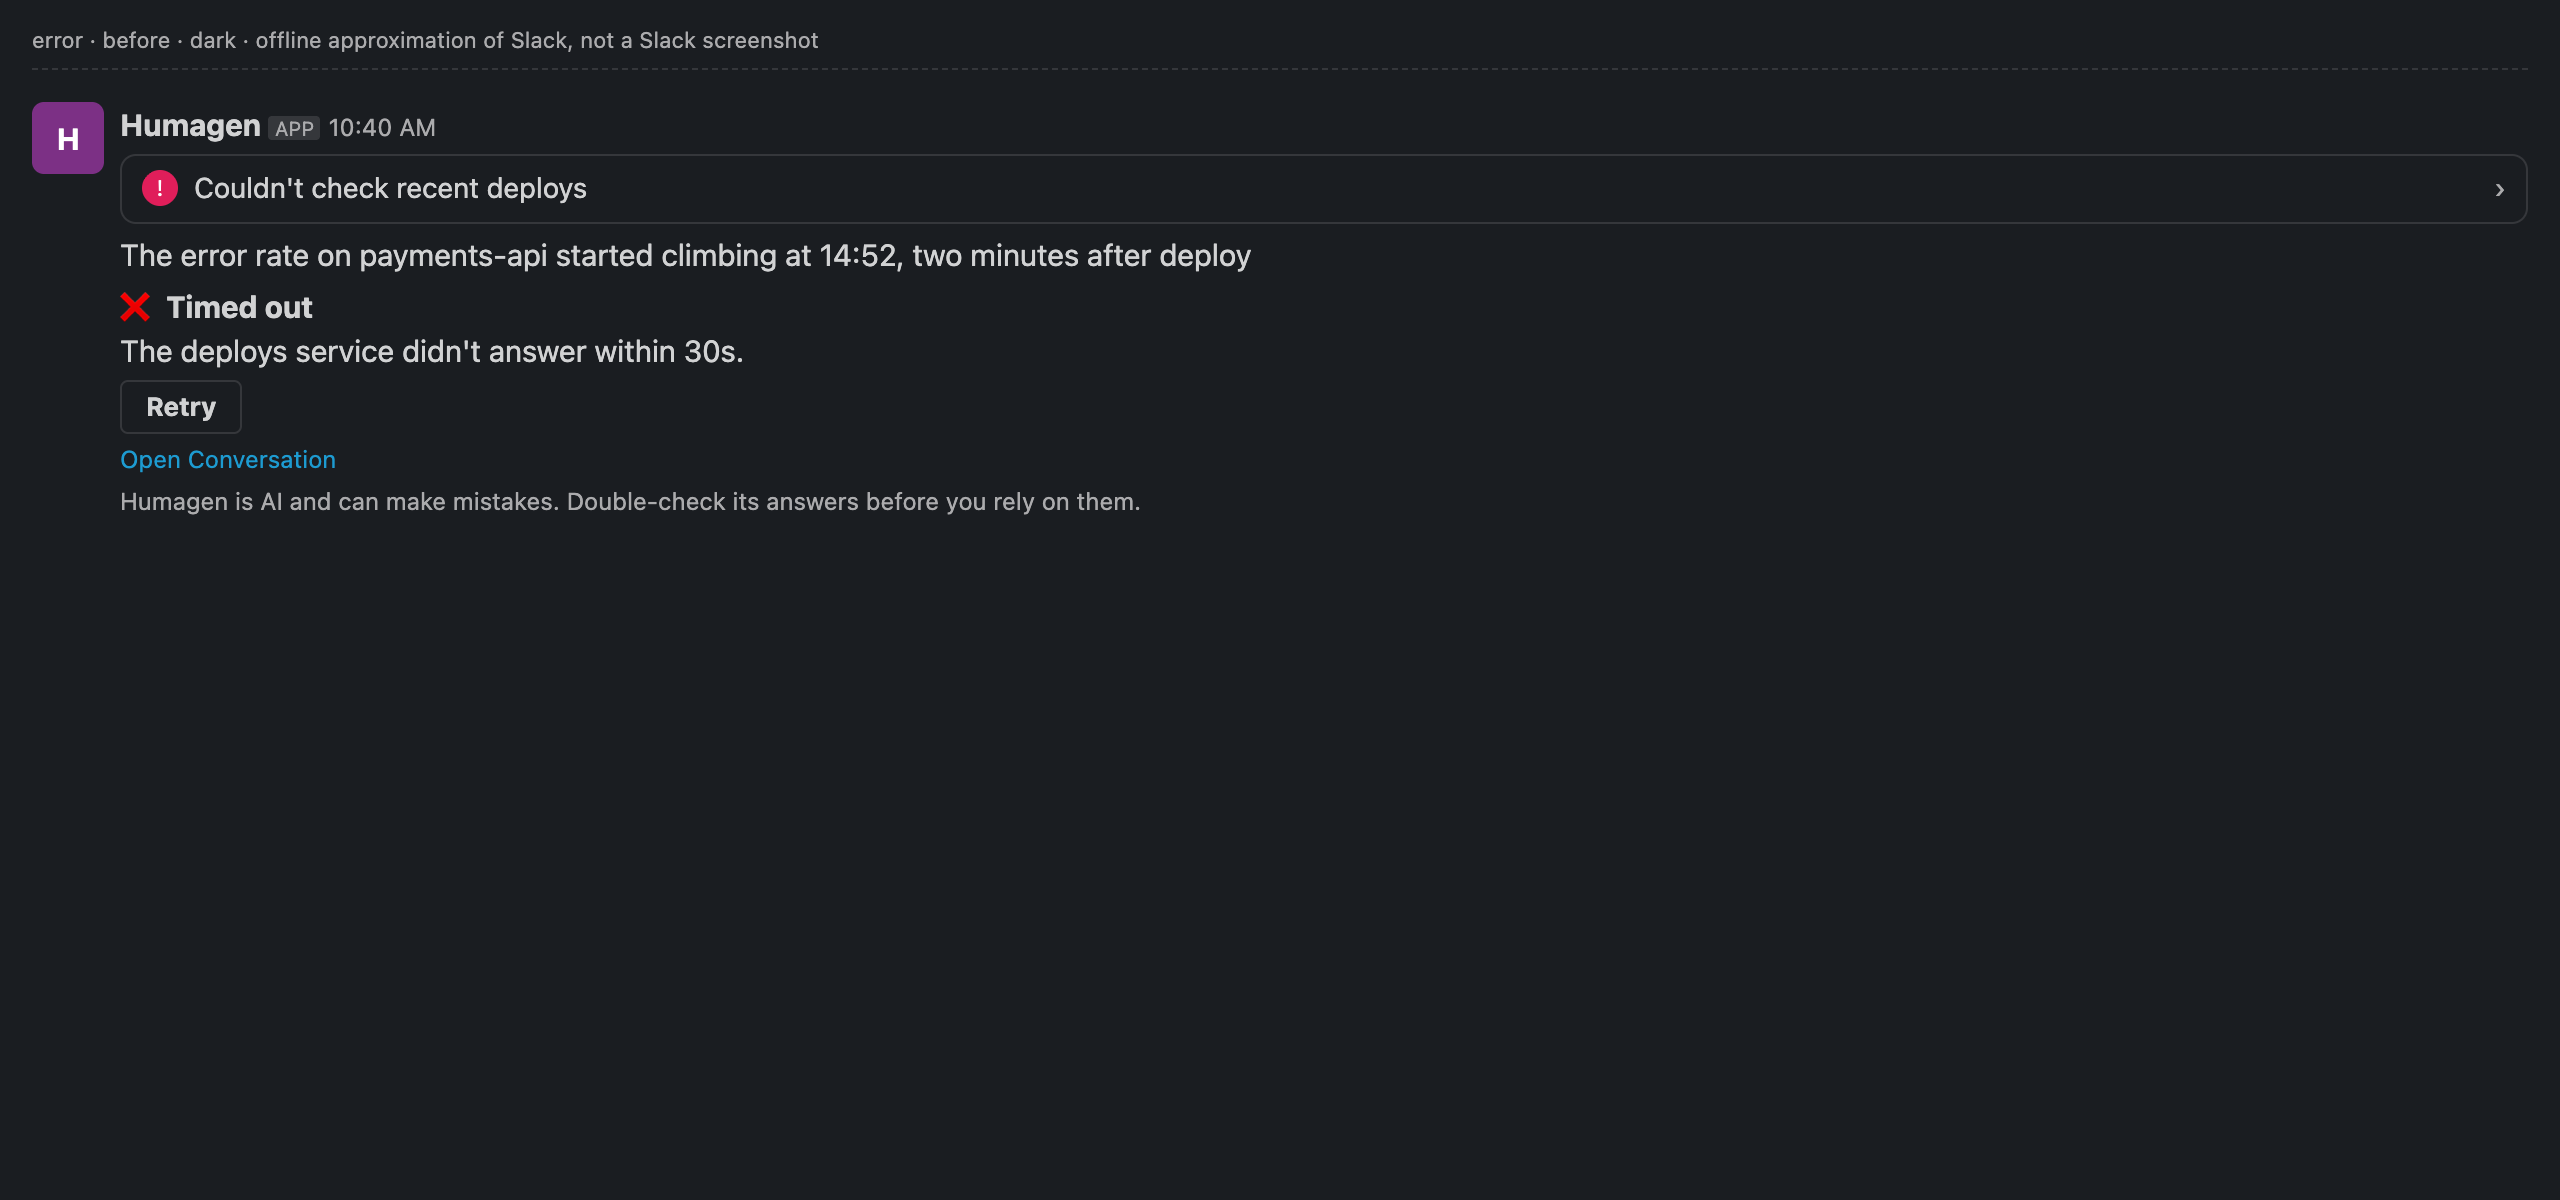 error · before · dark · offline approximation of Slack, not a Slack screenshot
H
Humagen APP 10:40 AM
! Couldn't check recent deploys ›
The error rate on payments-api started climbing at 14:52, two minutes after deploy
❌ Timed out
The deploys service didn't answer within 30s.
Retry
Open Conversation
Humagen is AI and can make mistakes. Double-check its answers before you rely on them.